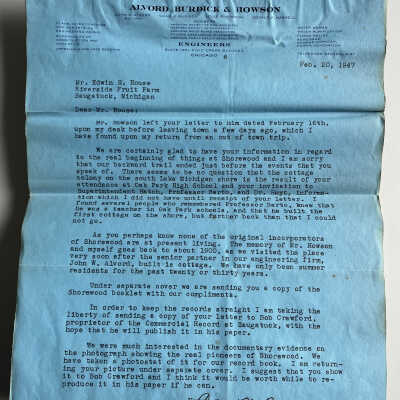 ALVORD, BURDICK & HOWSON
ENGINEERS
CHICAGO 6
Feb. 20, 1947
Mr. Edwin E. House
Riverside Fruit Farm
Saugatuck, Michigan
Dear Mr. House:
Mr. Howson left your letter to him dated February 16th,
upon my desk before leaving town a few days ago, which I
have found upon my return from an out of town trip.
We are certainly glad to have your information in regard
to the real beginning of things at Shorewood and I am sorry
that our backward trail ended just before the events that you
speak of. There seems to be no question that the cottage
colony on the south Lake Michigan shore is the result of your
attendance at Oak Park High School and your invitation to
Superintendent Hatch, Professor Darbo, and Dr. Hoyt, informa-
tion which I did not have until receipt of your letter. I
found several people who remembered Professor Darbo, knew that
he was a teacher in Oak Park schools, and that he built the
first cottage on the shore, but farther back than that I could
not go.
As you perhaps know none of the original incorporators
of Shorewood are at present living. The memory of Mr. Howson
and myself goes back to about 1900, as we visited the place
very soon after the senior partner in our engineering firm,
John W. Alvord, built his cottage. We have only been summer
residents for the past twenty or thirty years.
Under separate cover we are sending you a copy of the
Shorewood booklet with our compliments.
In order to keep the records straight I am taking the
liberty of sending a copy of your letter to Bob Crawford,
proprietor of the Commercial Record at Saugatuck, with the
hope that he will publish it in his paper.
We were much interested in the documentary evidence on
the photograph showing the real pioneers of Shorewood. We
have taken a photostat of it for our record book. I am return-
ing your picture under separate cover. I suggest that you show
it to Bob Crawford and I think it would be worth while to re-
produce it in his paper if he can.